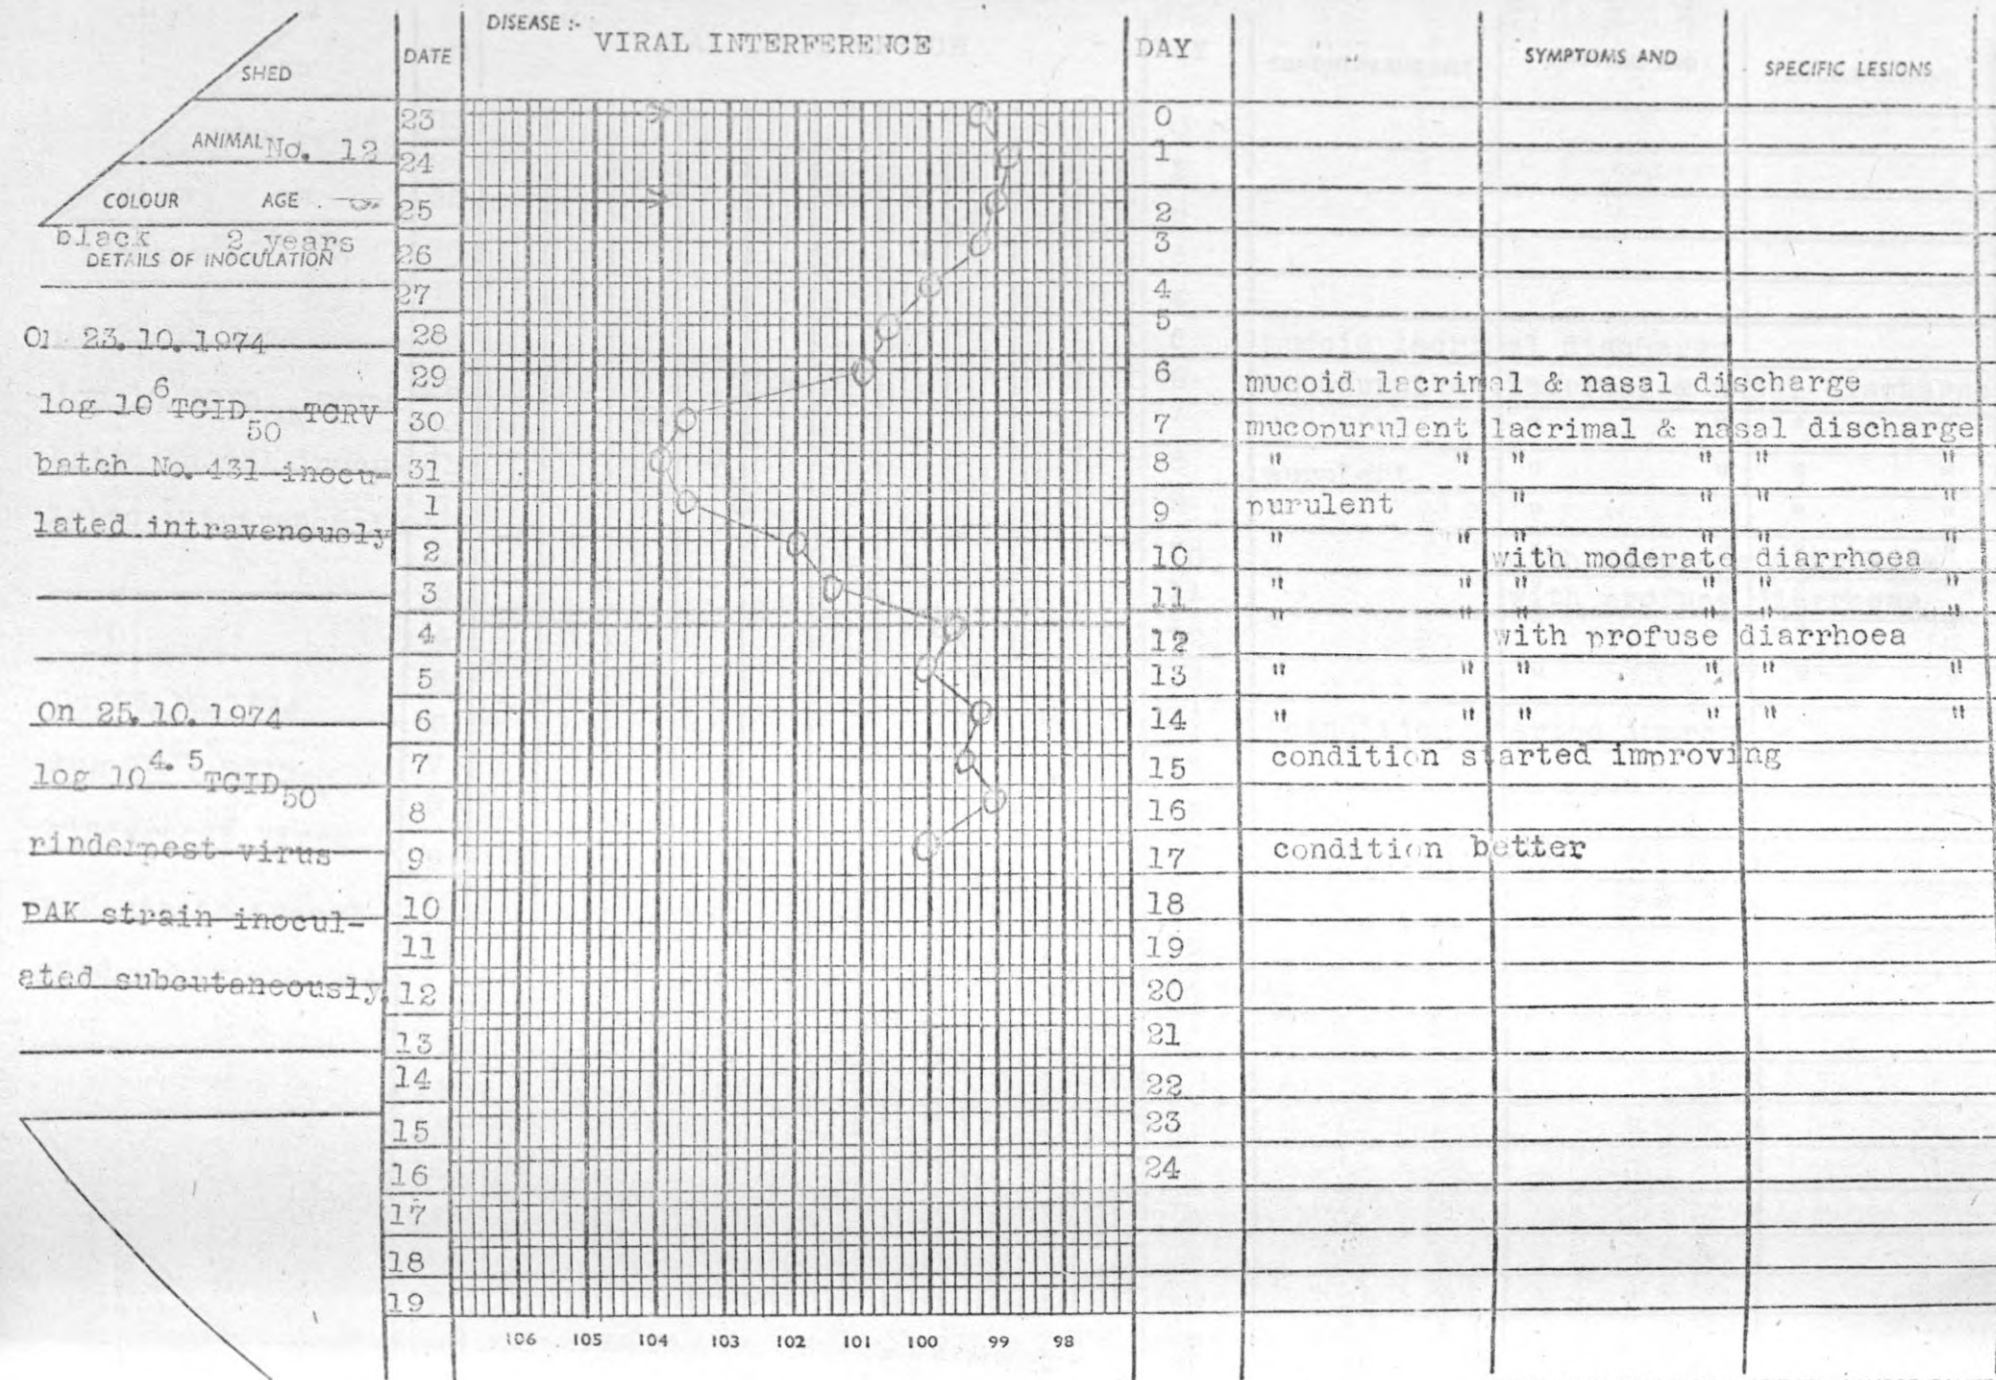 SHED
ANIMAL No. 12
COLOUR AGE
black 2 years
DETAILS OF INOCULATION
On 23.10.1974
log 10^6 TCID50 TCRV
batch No. 431 inocu-
lated intravenously
On 25.10.1974
log 10^4.5 TCID50
rinderpest virus
PAK strain inocul-
ated subcutaneously.
DATE
23
24
25
26
27
28
29
30
31
1
2
3
4
5
6
7
8
9
10
11
12
13
14
15
16
17
18
19
DISEASE :- VIRAL INTERFERENCE
106 105 104 103 102 101 100 99 98
DAY
0
1
2
3
4
5
6
7
8
9
10
11
12
13
14
15
16
17
18
19
20
21
22
23
24
SYMPTOMS AND SPECIFIC LESIONS
mucoid lacrimal & nasal discharge
mucopurulent lacrimal & nasal discharge
" " " " " "
purulent " " " "
" " " " " "
with moderate diarrhoea
" " " " " "
" " " " " "
with profuse diarrhoea
" " " " " "
" " " " " "
condition started improving
condition better